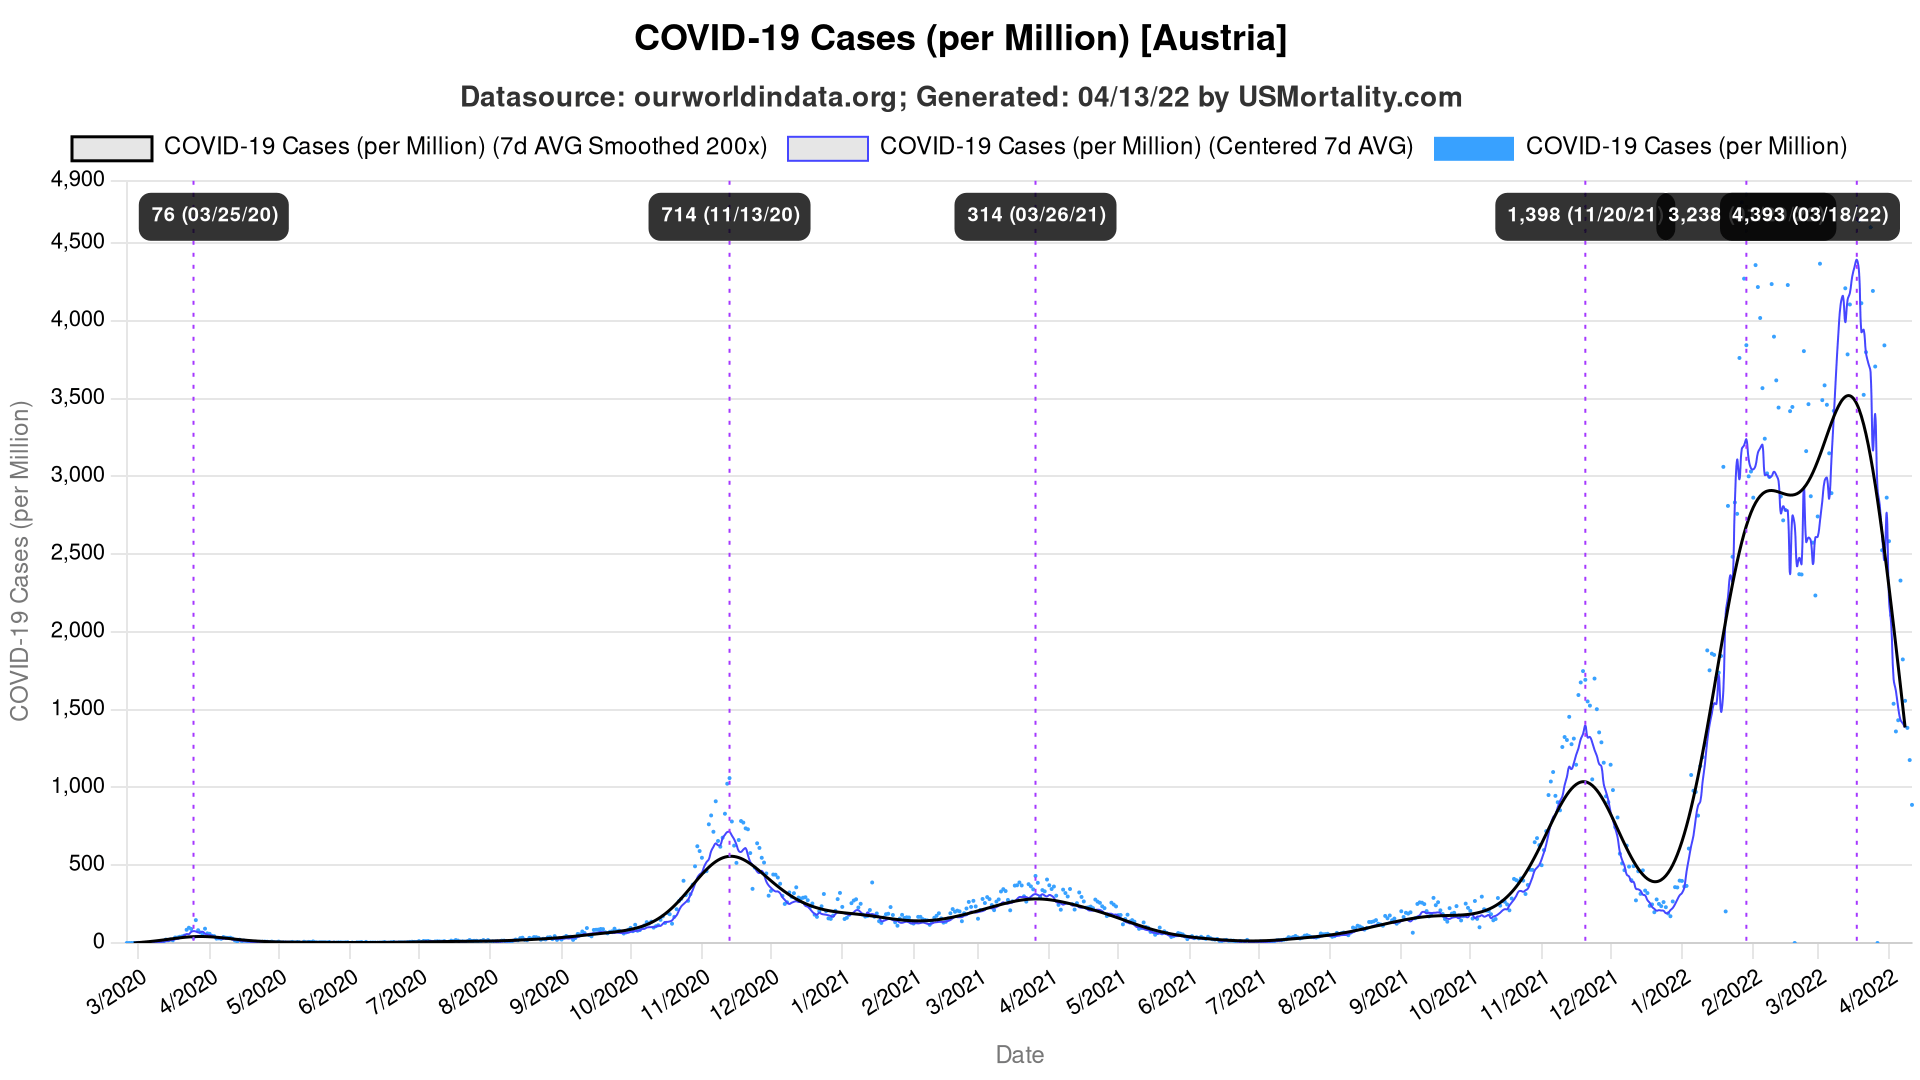 COVID-19 Cases (per Million) [Austria]
Datasource: ourworldindata.org; Generated: 04/13/22 by USMortality.com
COVID-19 Cases (per Million) (7d AVG Smoothed 200x) COVID-19 Cases (per Million) (Centered 7d AVG) COVID-19 Cases (per Million)
76 (03/25/20) 714 (11/13/20) 314 (03/26/21) 1,398 (11/20/21) 3,238 4,393 (03/18/22)
COVID-19 Cases (per Million)
4,900
4,500
4,000
3,500
3,000
2,500
2,000
1,500
1,000
500
0
3/2020 4/2020 5/2020 6/2020 7/2020 8/2020 9/2020 10/2020 11/2020 12/2020 1/2021 2/2021 3/2021 4/2021 5/2021 6/2021 7/2021 8/2021 9/2021 10/2021 11/2021 12/2021 1/2022 2/2022 3/2022 4/2022
Date